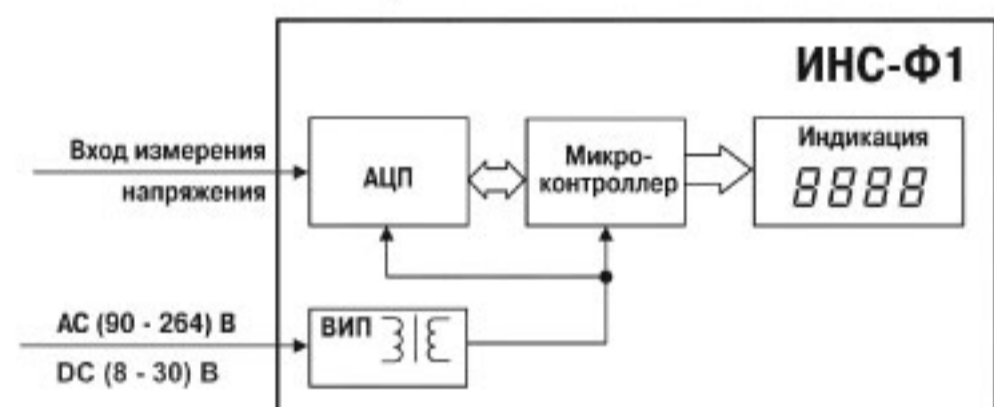 ИНС-Ф1
Вход измерения
напряжения
АЦП
Микро-
контроллер
Индикация
8888
AC (90 - 264) В
DC (8 - 30) В
ВИП